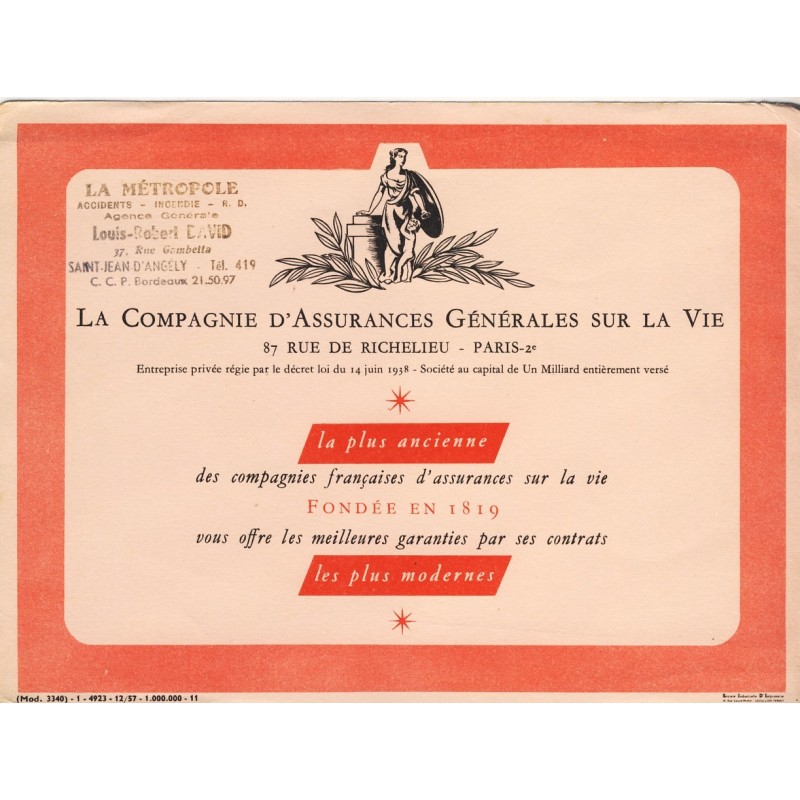 LA MÉTROPOLE
ACCIDENTS - INCENDIE - R. D.
Agence Générale
Louis-Robert DAVID
37, Rue Gambetta
SAINT-JEAN-D'ANGÉLY - Tél. 419
C. C. P. Bordeaux 21.50.97
LA COMPAGNIE D'ASSURANCES GÉNÉRALES SUR LA VIE
87 RUE DE RICHELIEU - PARIS-2e
Entreprise privée régie par le décret loi du 14 juin 1938 - Société au capital de Un Milliard entièrement versé
la plus ancienne
des compagnies françaises d'assurances sur la vie
FONDÉE EN 1819
vous offre les meilleures garanties par ses contrats
les plus modernes
(Mod. 3340) - 1 - 4923 - 12/57 - 1.000.000 - 11